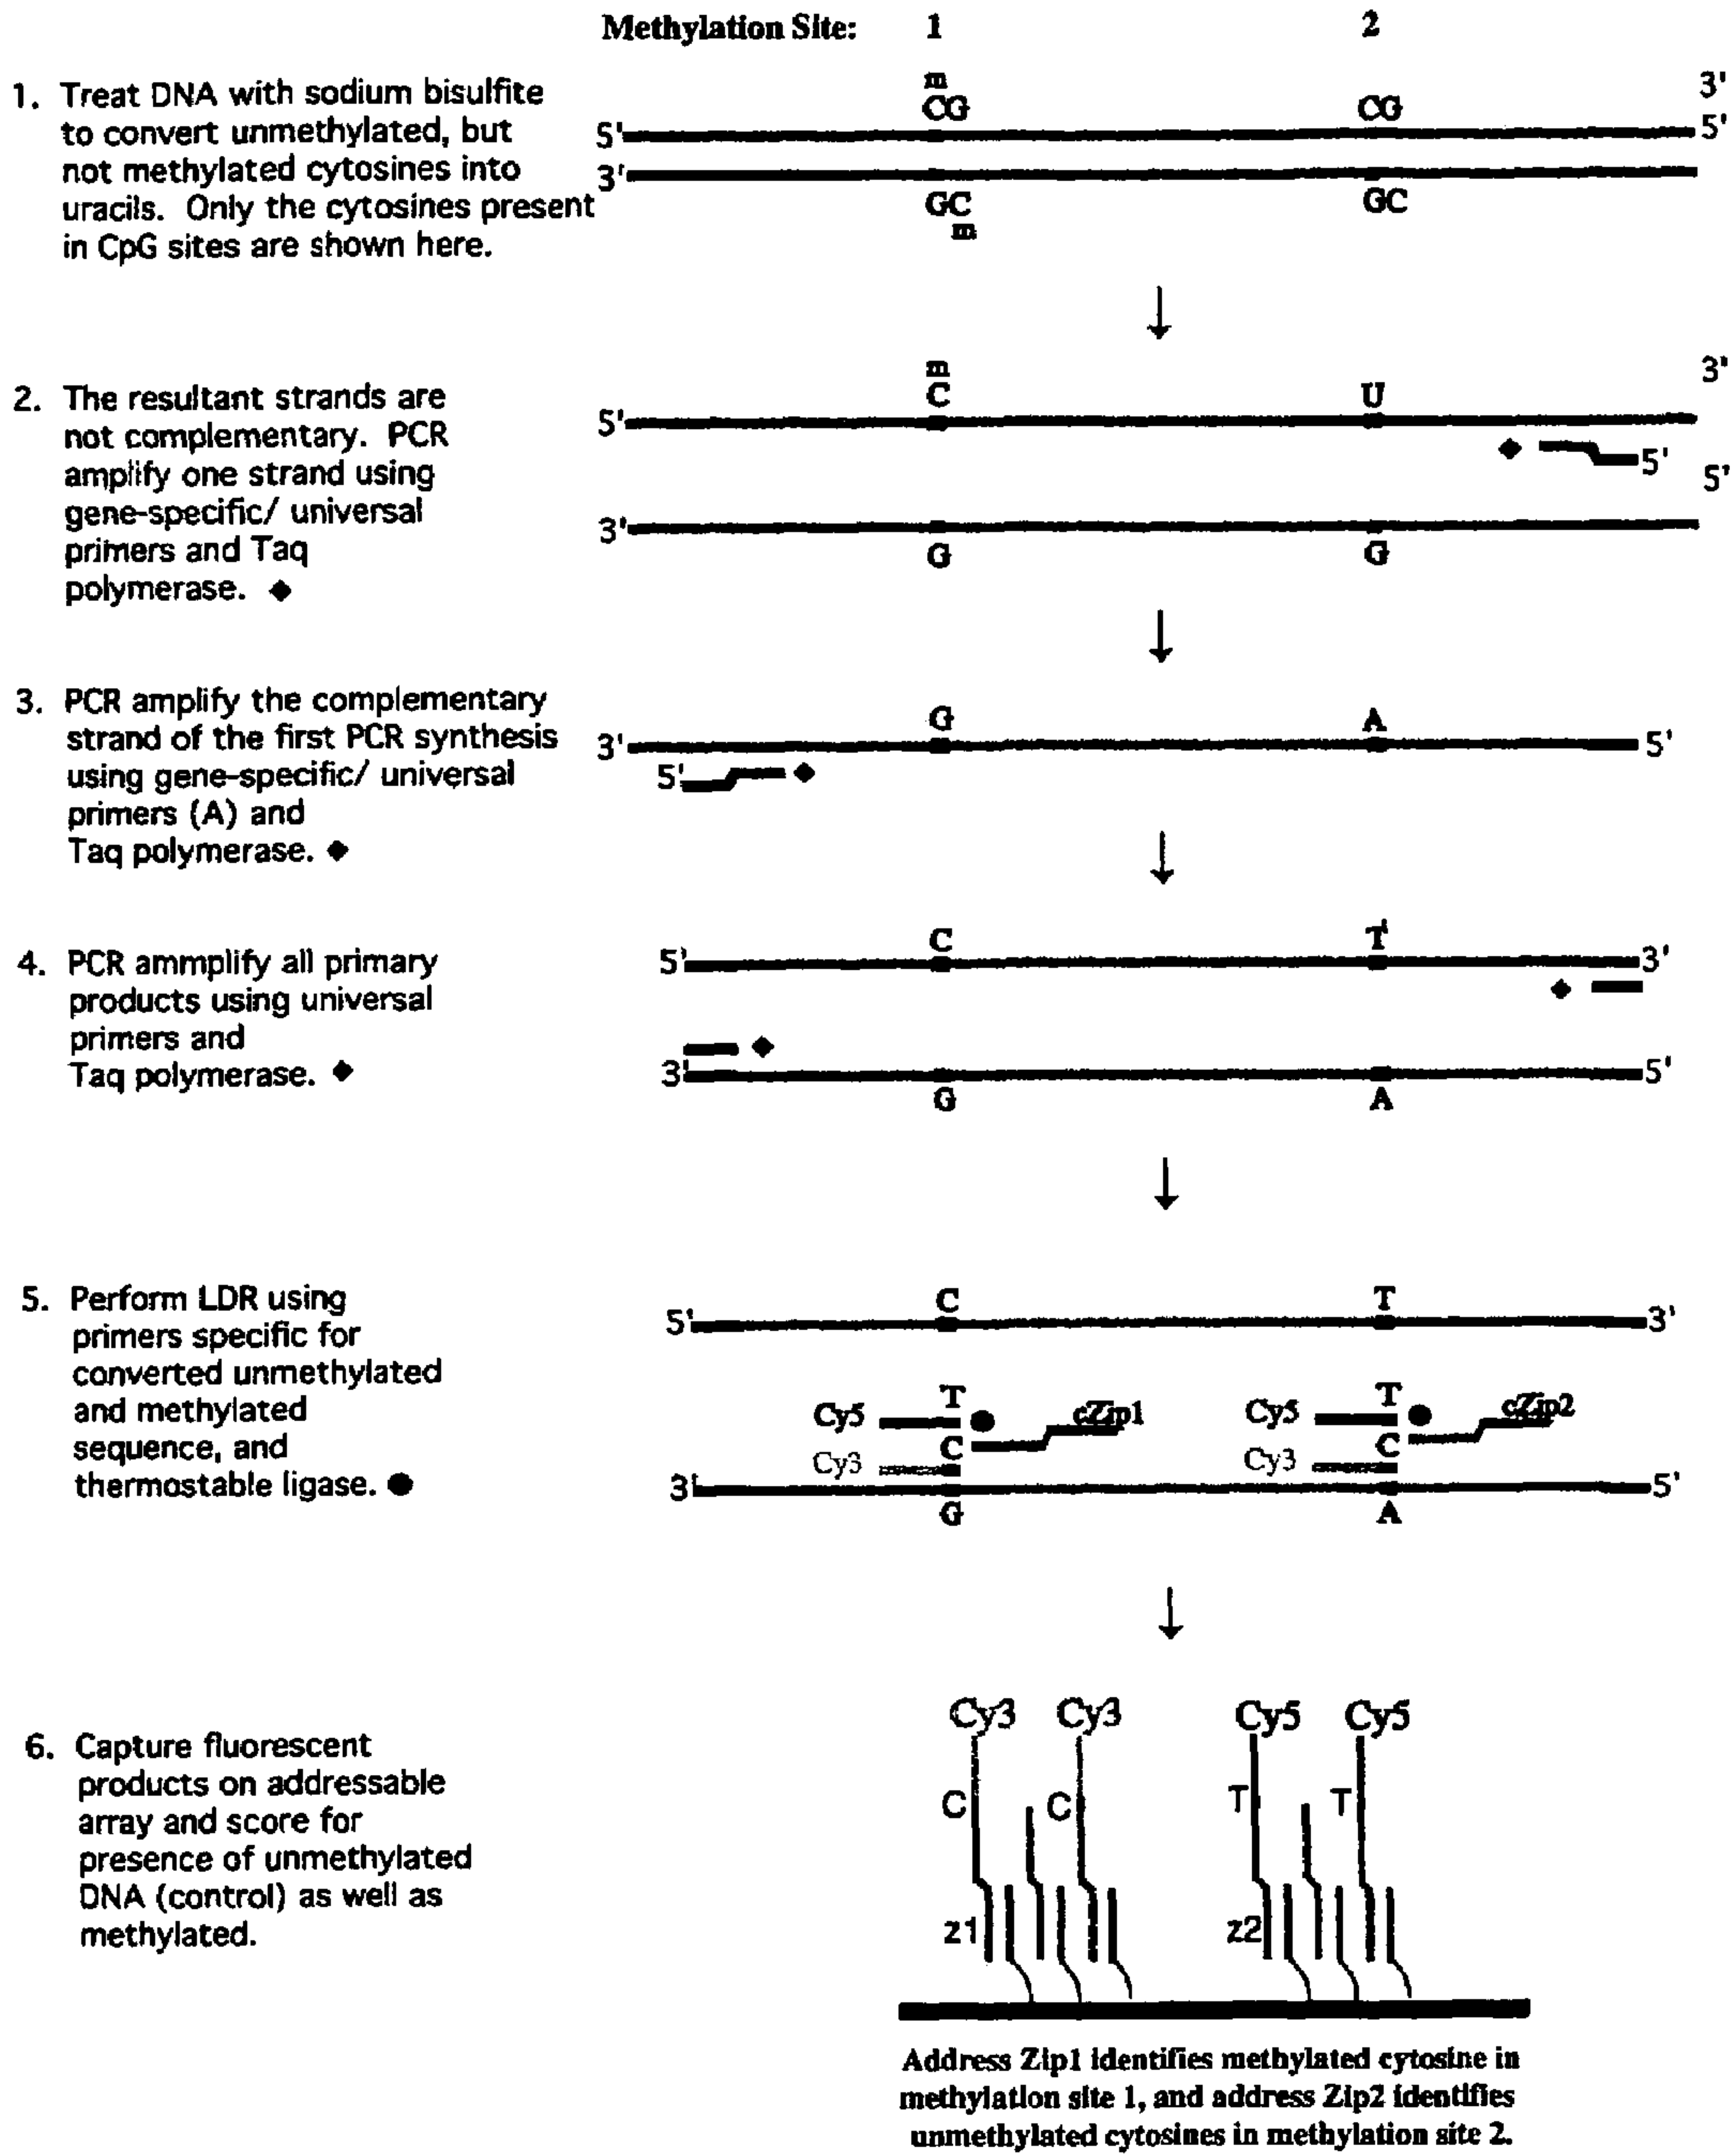 Methylation Site: 1 2
1. Treat DNA with sodium bisulfite
to convert unmethylated, but
not methylated cytosines into
uracils. Only the cytosines present
in CpG sites are shown here.
m
CG CG 3'
5' 5'
3'
GC GC
m
2. The resultant strands are
not complementary. PCR
amplify one strand using
gene-specific/ universal
primers and Taq
polymerase. ◆
m
C U 3'
5'
5'
5'
3'
G G
3. PCR amplify the complementary
strand of the first PCR synthesis
using gene-specific/ universal
primers (A) and
Taq polymerase. ◆
G A
3' 5'
5'
4. PCR ammplify all primary
products using universal
primers and
Taq polymerase. ◆
C T
5' 3'
3' 5'
G A
5. Perform LDR using
primers specific for
converted unmethylated
and methylated
sequence, and
thermostable ligase. ●
C T
5' 3'
T T
Cy5 cZip1 Cy5 cZip2
C C
Cy3 Cy3
3' 5'
G A
6. Capture fluorescent
products on addressable
array and score for
presence of unmethylated
DNA (control) as well as
methylated.
Cy3 Cy3 Cy5 Cy5
C C T T
z1 z2
Address Zip1 identifies methylated cytosine in
methylation site 1, and address Zip2 identifies
unmethylated cytosines in methylation site 2.